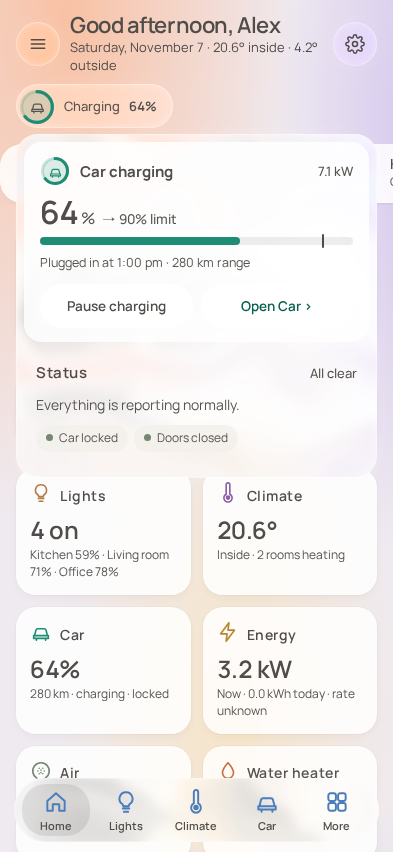 Good afternoon, Alex
Saturday, November 7 · 20.6° inside · 4.2°
outside
Charging 64%
Car charging 7.1 kW
64% → 90% limit
Plugged in at 1:00 pm · 280 km range
Pause charging Open Car ›
Status All clear
Everything is reporting normally.
Car locked Doors closed
Lights Climate
4 on 20.6°
Kitchen 59% · Living room Inside · 2 rooms heating
71% · Office 78%
Car Energy
64% 3.2 kW
280 km · charging · locked Now · 0.0 kWh today · rate
unknown
Air Water heater
Home Lights Climate Car More